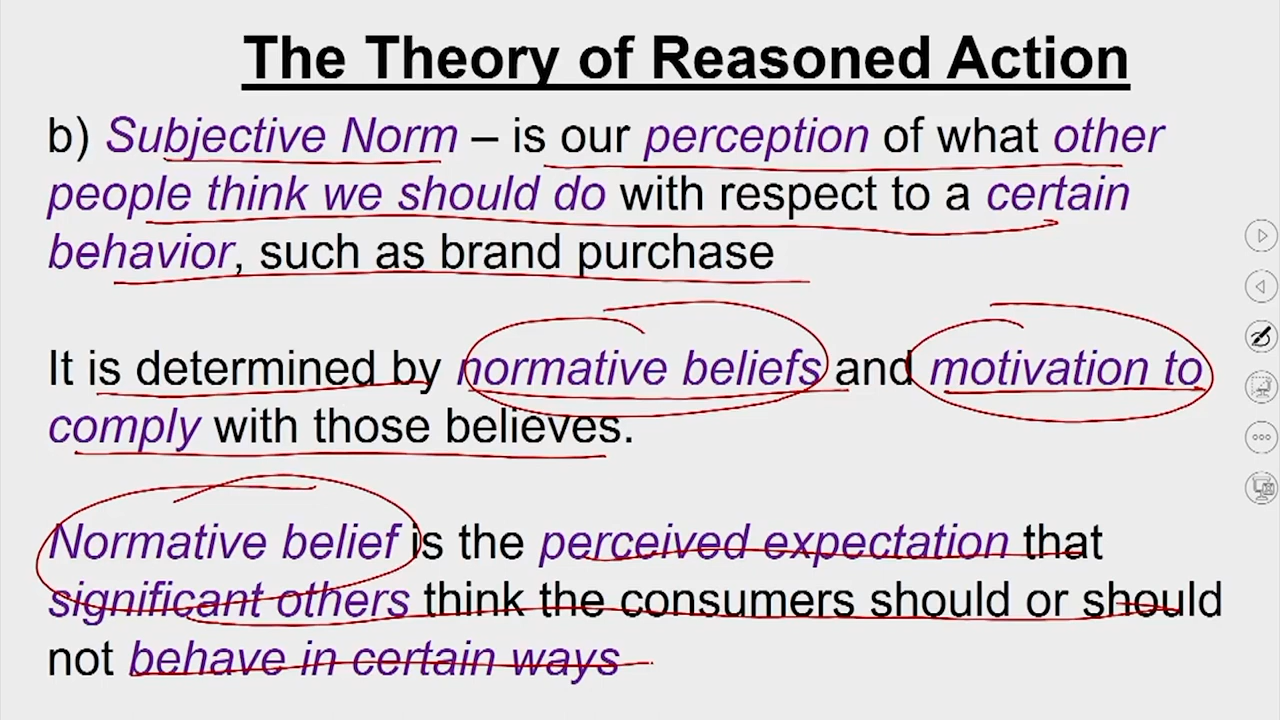 The Theory of Reasoned Action
b) Subjective Norm – is our perception of what other
people think we should do with respect to a certain
behavior, such as brand purchase
It is determined by normative beliefs and motivation to
comply with those believes.
Normative belief is the perceived expectation that
significant others think the consumers should or should
not behave in certain ways